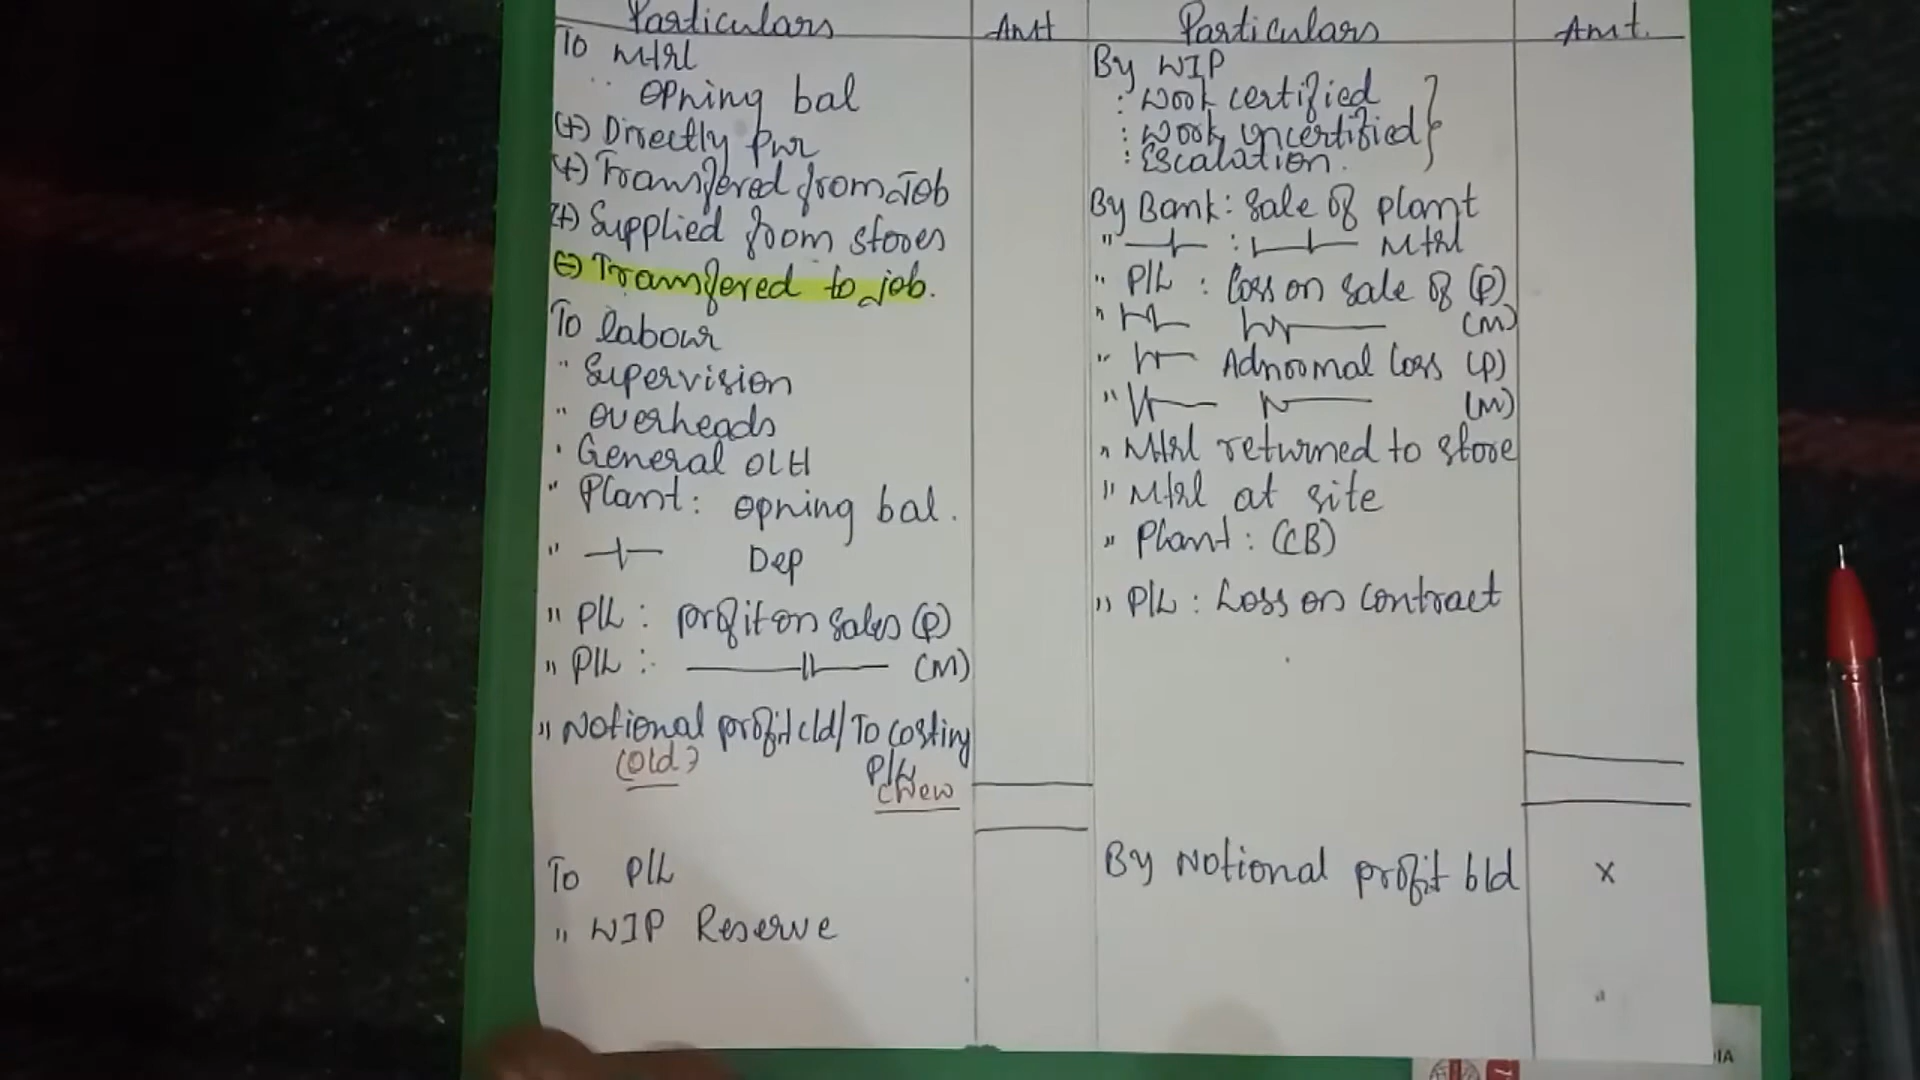 Particulars
Amt
Particulars
Amt.
To Mtrl
Opning bal
(+) Directly Pur
(+) Transfered from Job
(+) Supplied from stores
(-) Transfered to job.
To labour
" Supervision
" overheads
" General O/H
" Plant: opning bal.
" Dep
" P/L : profit on sales (P)
" P/L : (M)
" Notional profit c/d / To costing
(Old) P/L
(New
To P/L
" WIP Reserve
By WIP
: Work certified
: Work uncertified
: Escalation.
By Bank: Sale of plant
" : Mtrl
" P/L : loss on sale of (P)
" (M)
" Adnormal loss (P)
" (M)
" Mtrl returned to store
" Mtrl at site
" Plant: (CB)
" P/L : Loss on contract
By Notional profit b/d
x
IA